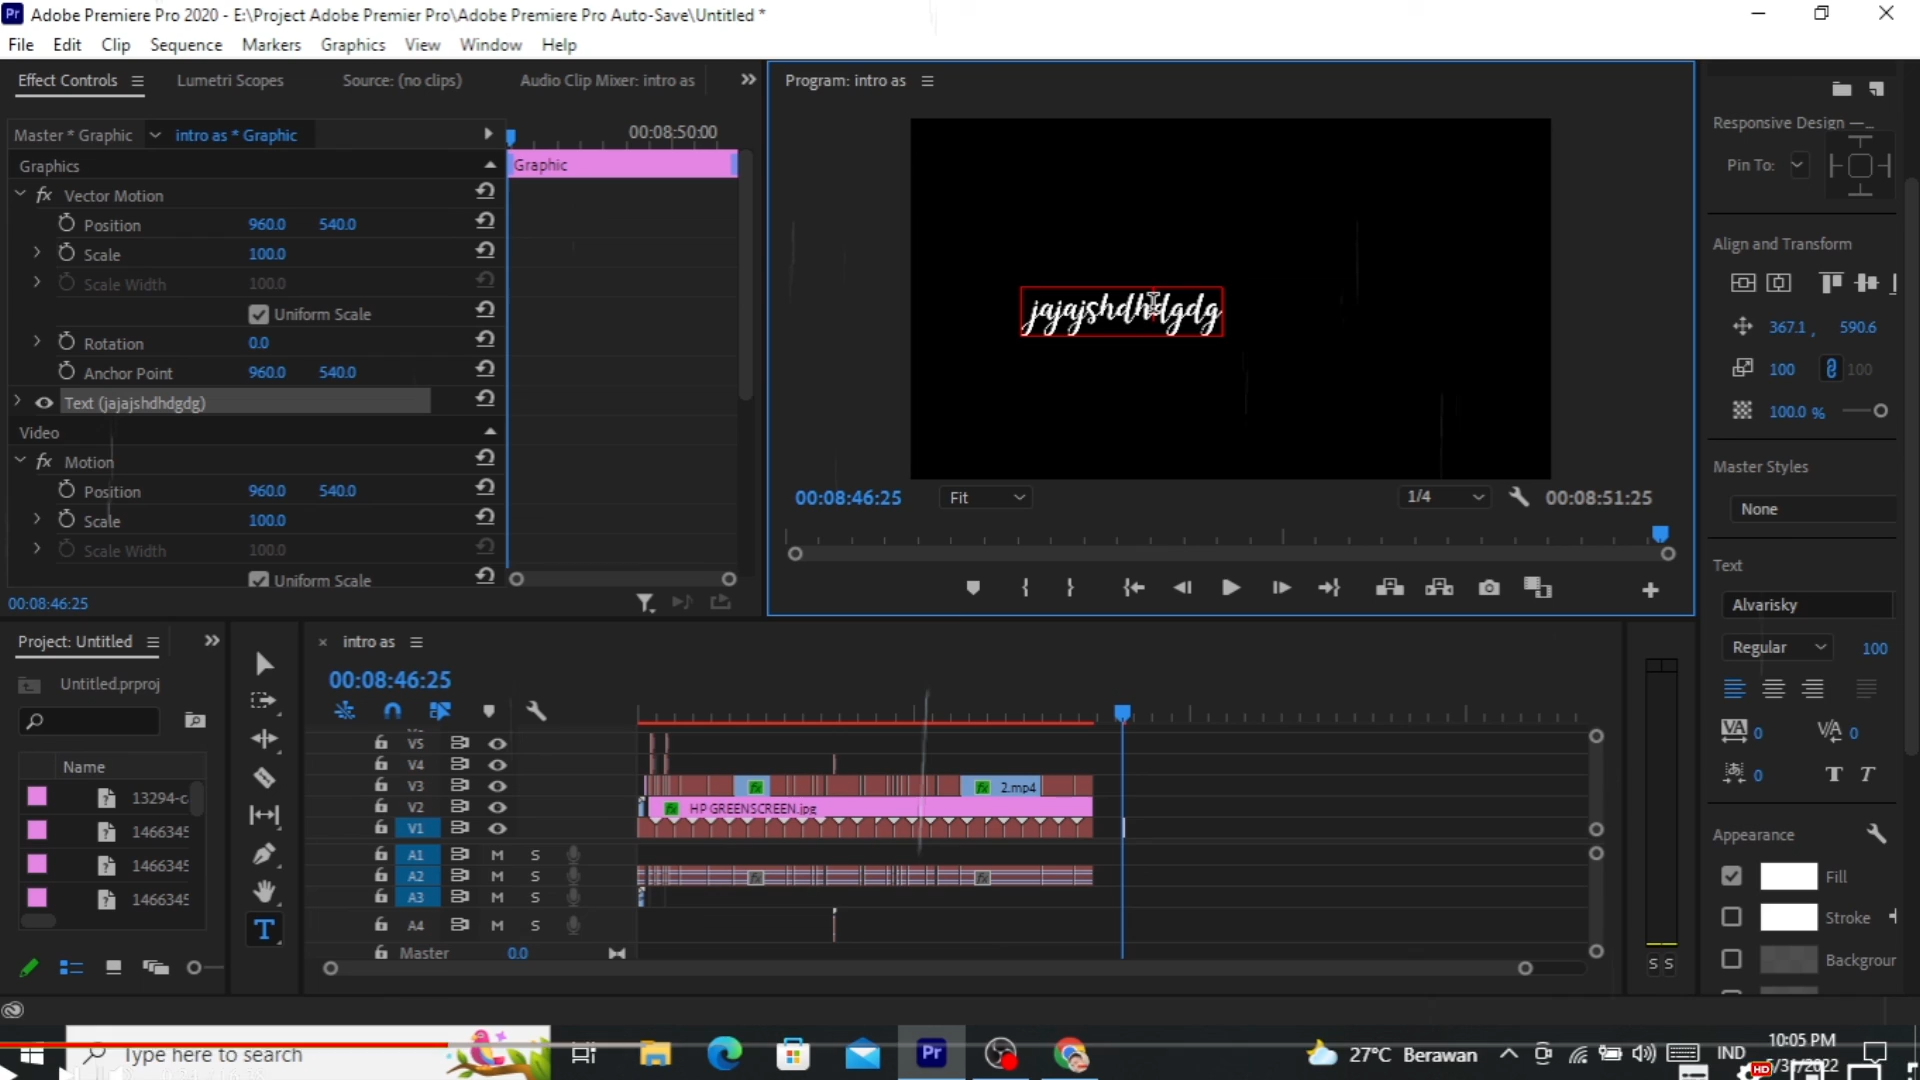 Adobe Premiere Pro 2020 - E:\Project Adobe Premier Pro\Adobe Premiere Pro Auto-Save\Untitled *
File Edit Clip Sequence Markers Graphics View Window Help
Effect Controls Lumetri Scopes Source: (no clips) Audio Clip Mixer: intro as
Program: intro as
Master * Graphic intro as * Graphic 00:08:50:00
Graphics Graphic
Vector Motion
Position 960.0 540.0
Scale 100.0
Scale Width 100.0
Uniform Scale
Rotation 0.0
Anchor Point 960.0 540.0
Text (jajajshdhdgdg)
Video
Motion
Position 960.0 540.0
Scale 100.0
Scale Width 100.0
Uniform Scale
00:08:46:25
jajajshdhdgdg
00:08:46:25 Fit 1/4 00:08:51:25
Responsive Design —...
Pin To:
Align and Transform
367.1 , 590.6
100 100
100.0 %
Master Styles
None
Text
Alvarisky
Regular 100
0 0
0
Appearance
Fill
Stroke
Backgrour
Project: Untitled
Untitled.prproj
Name
13294-c
1466345
1466345
1466345
intro as
00:08:46:25
V5
V4
V3 2.mp4
V2 HP GREENSCREEN.jpg
V1
A1 M S
A2 M S
A3 M S
A4 M S
Master 0.0
S S
Type here to search
Pr
27°C Berawan
IND
10:05 PM
5/31/2022
HD